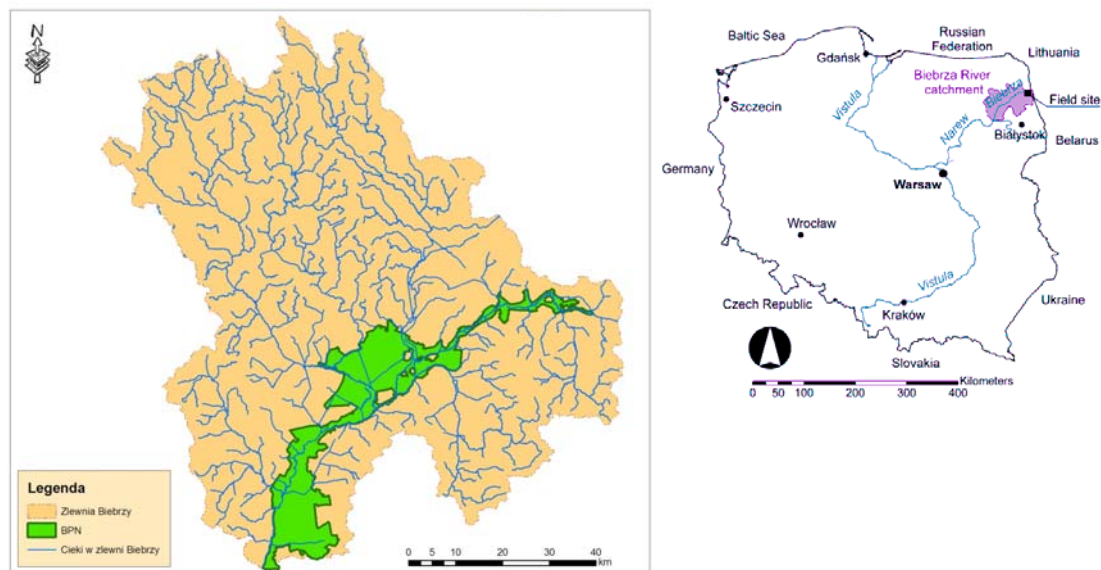 N
Legenda
Zlewnia Biebrzy
BPN
Cieki w zlewni Biebrzy
0 5 10 20 30 40
km
Baltic Sea
Russian
Federation
Lithuania
Gdańsk
Biebrza River
catchment
Biebrza
Field site
Szczecin
Vistula
Narew
Białystok
Belarus
Germany
Warsaw
Wrocław
Vistula
Czech Republic
Kraków
Ukraine
Slovakia
Kilometers
0 25 50 100 200 300 400